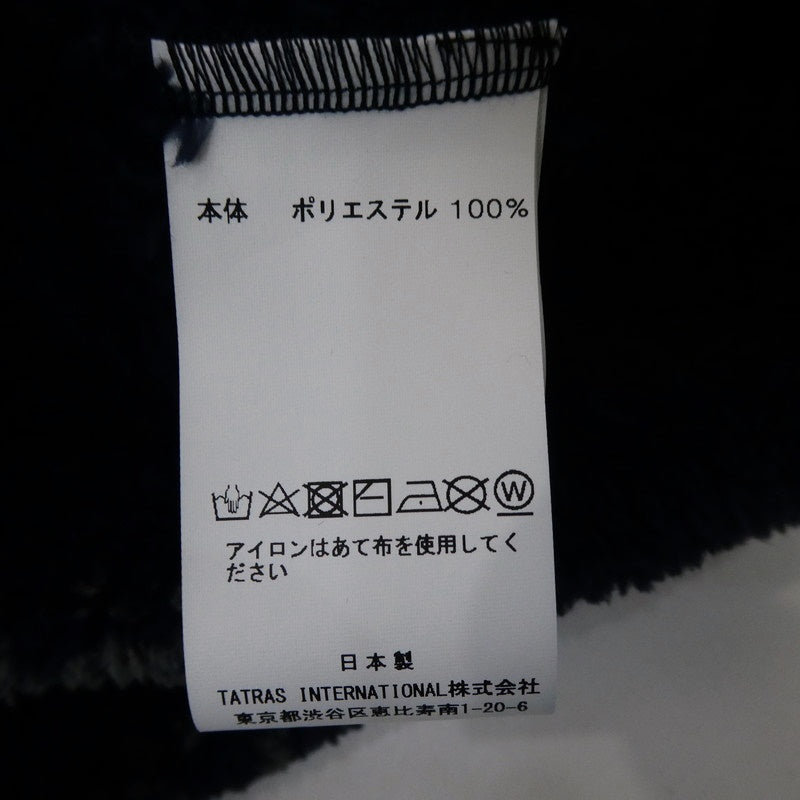 本体 ポリエステル 100%
W
アイロンはあて布を使用してく
ださい
日本製
TATRAS INTERNATIONAL株式会社
東京都渋谷区恵比寿南1-20-6